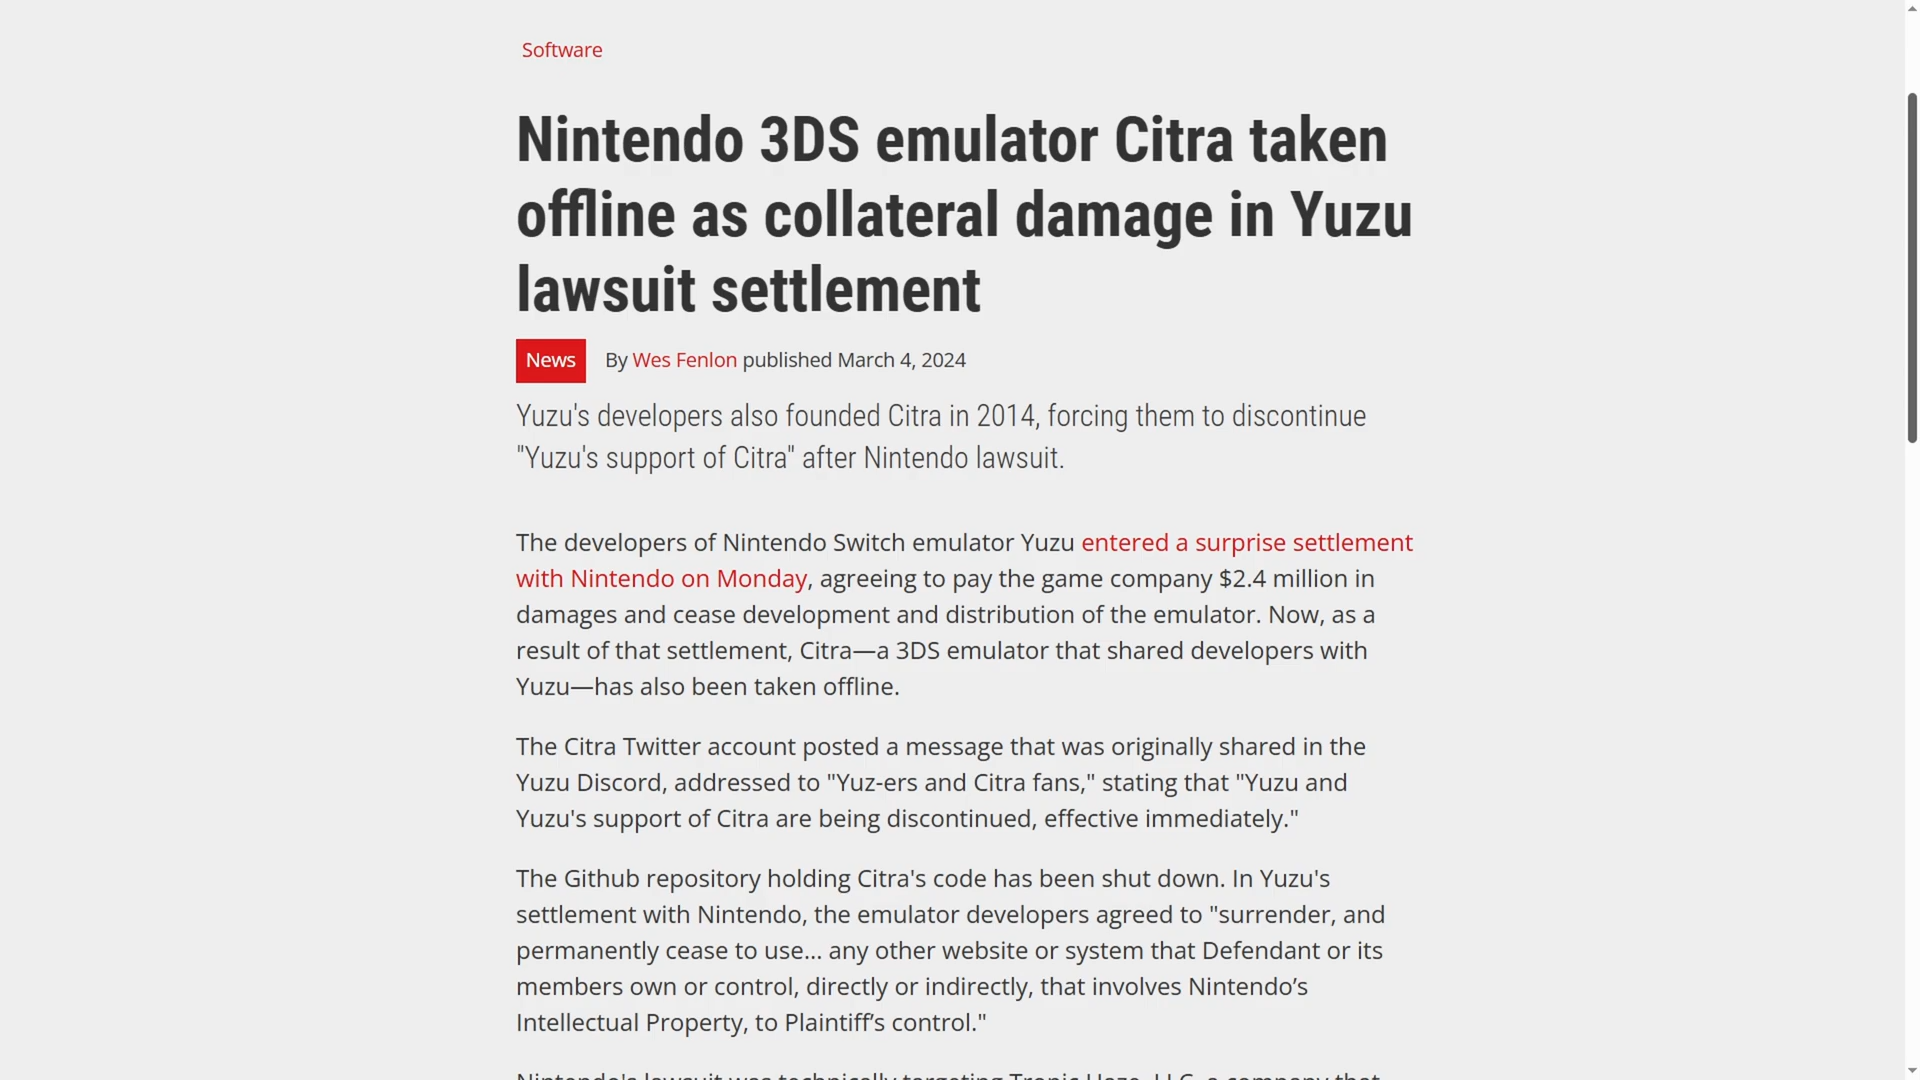 Software
Nintendo 3DS emulator Citra taken
offline as collateral damage in Yuzu
lawsuit settlement
News By Wes Fenlon published March 4, 2024
Yuzu's developers also founded Citra in 2014, forcing them to discontinue
"Yuzu's support of Citra" after Nintendo lawsuit.
The developers of Nintendo Switch emulator Yuzu entered a surprise settlement
with Nintendo on Monday, agreeing to pay the game company $2.4 million in
damages and cease development and distribution of the emulator. Now, as a
result of that settlement, Citra—a 3DS emulator that shared developers with
Yuzu—has also been taken offline.
The Citra Twitter account posted a message that was originally shared in the
Yuzu Discord, addressed to "Yuz-ers and Citra fans," stating that "Yuzu and
Yuzu's support of Citra are being discontinued, effective immediately."
The Github repository holding Citra's code has been shut down. In Yuzu's
settlement with Nintendo, the emulator developers agreed to "surrender, and
permanently cease to use... any other website or system that Defendant or its
members own or control, directly or indirectly, that involves Nintendo’s
Intellectual Property, to Plaintiff’s control."
Nintendo's lawsuit was technically targeting Tropic Haze, LLC, a company that